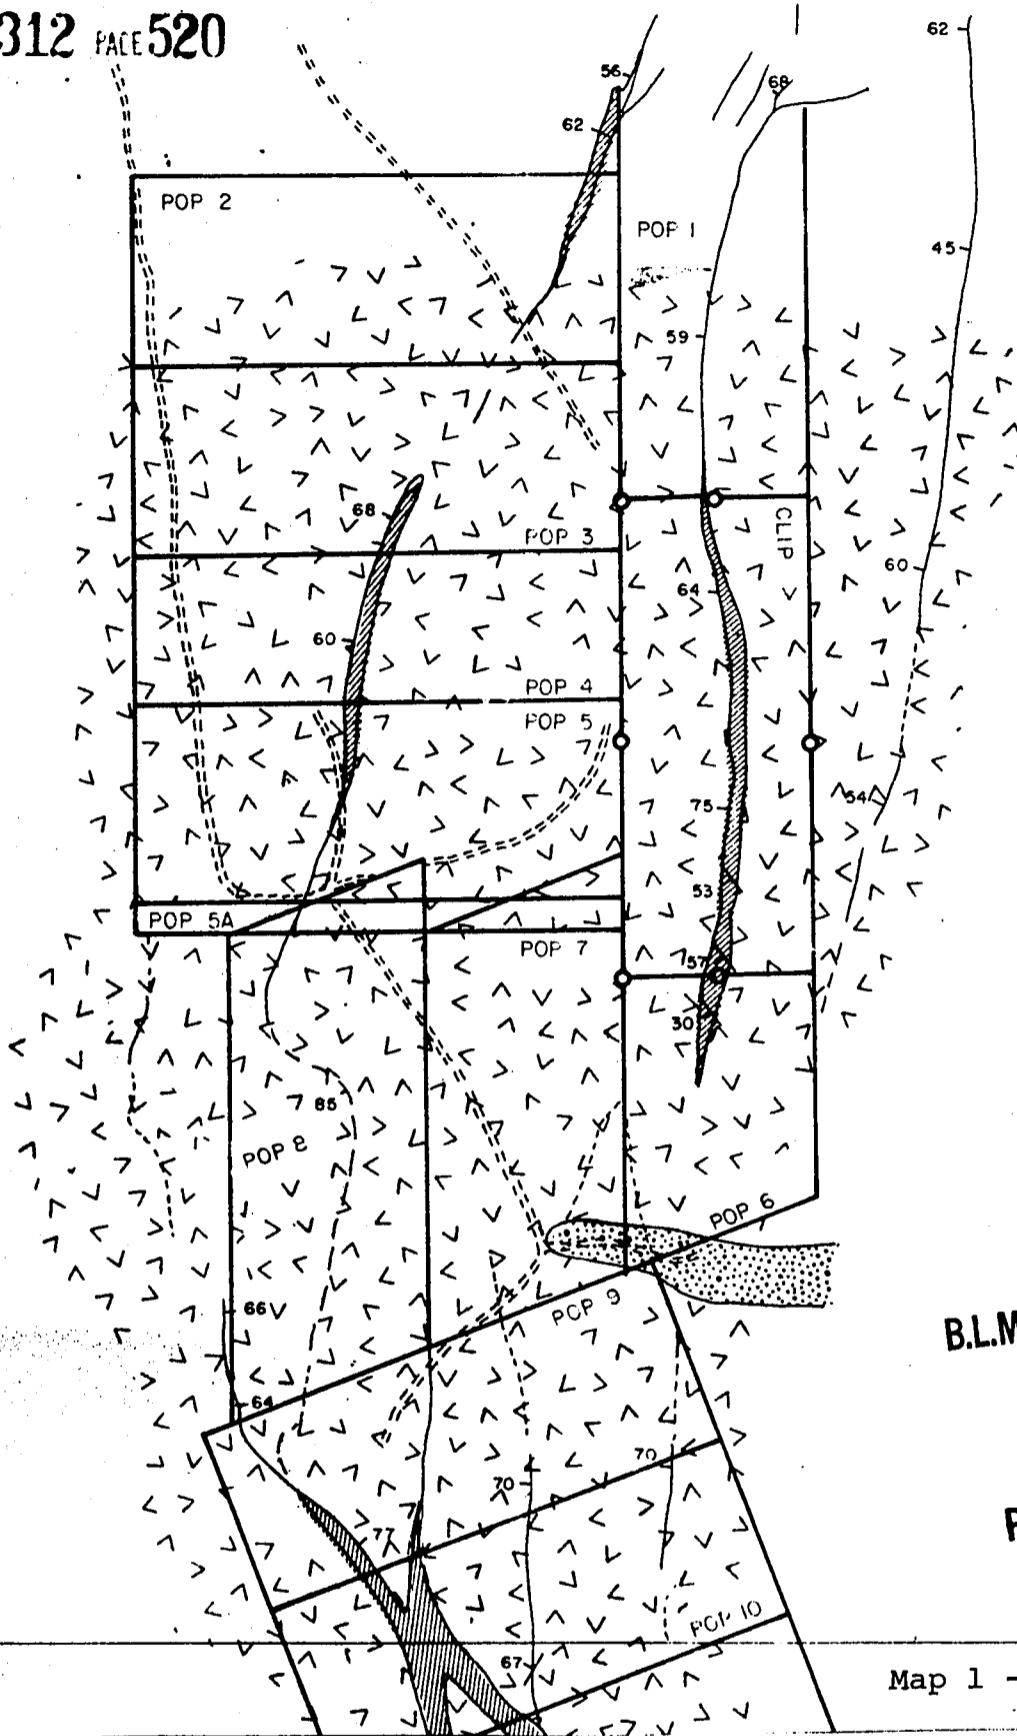 312 PAGE 520
62
56
68
62
POP 2
POP 1
45
59
68
CLIP
POP 3
60
64
60
POP 4
POP 5
75
54
53
POP 5A
POP 7
57
30
85
POP 8
POP 6
66
POP 9
B.L.M
64
70
70
77
POP 10
67
Map 1 -